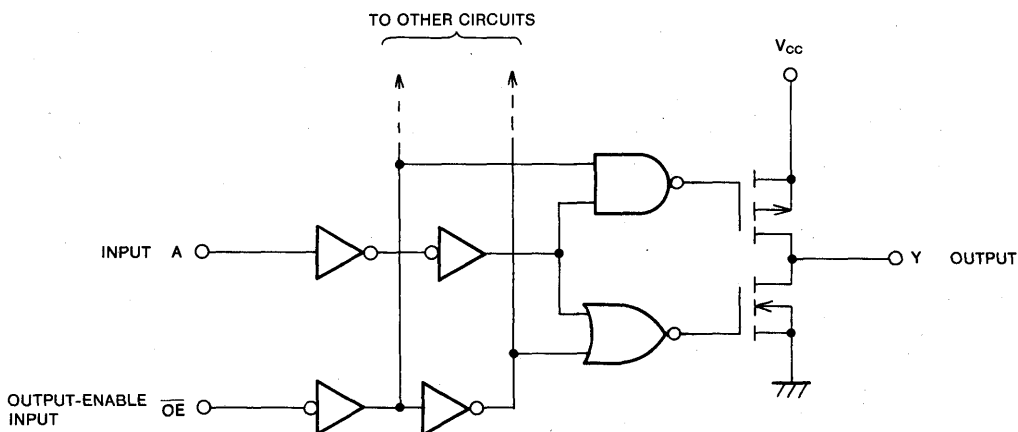 TO OTHER CIRCUITS
VCC
INPUT A
Y OUTPUT
OUTPUT-ENABLE
INPUT
OE